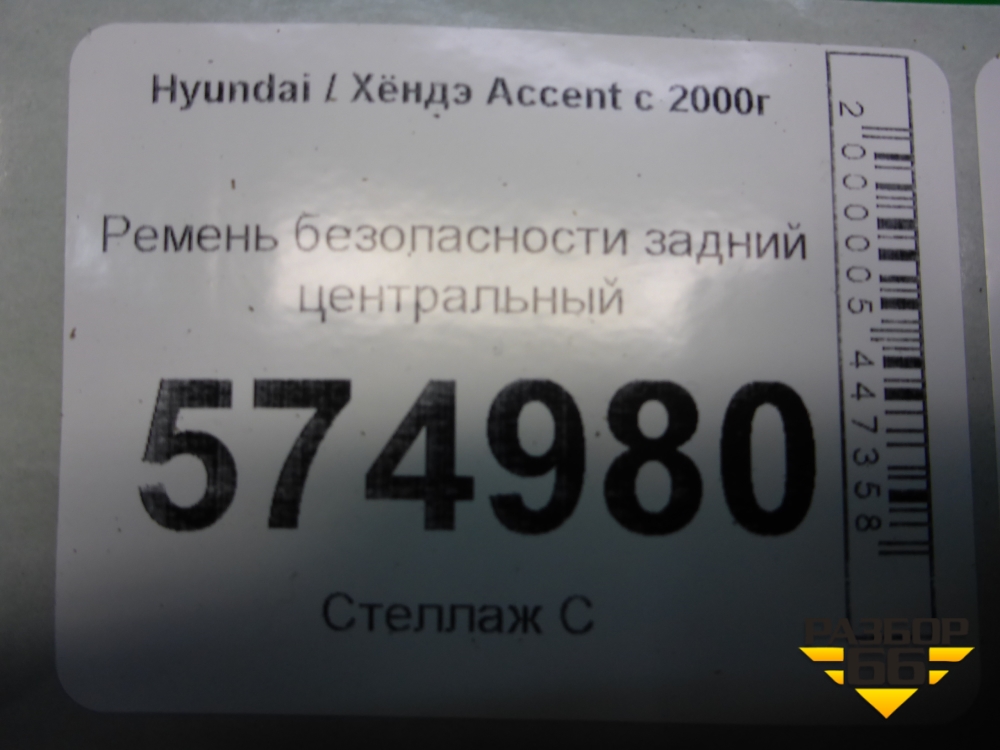 Hyundai / Хёндэ Accent с 2000г
Ремень безопасности задний
центральный
574980
Стеллаж С
2000005447358
РАЗБОР
66